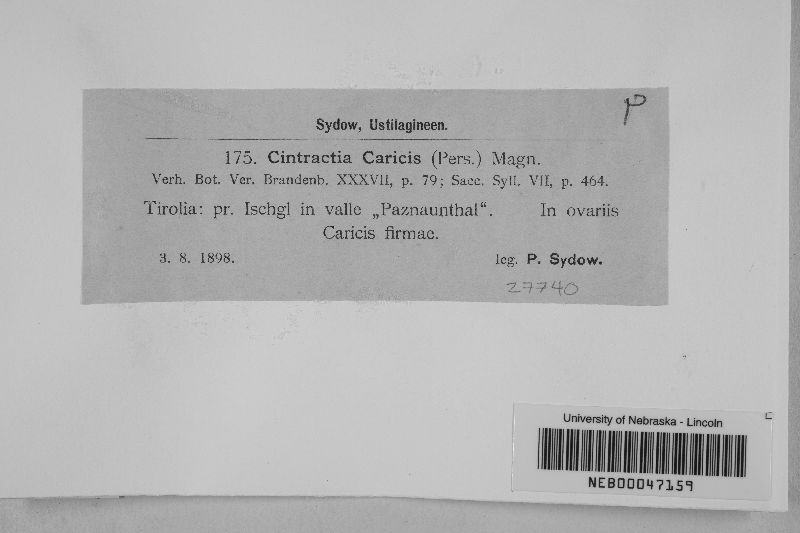 P
Sydow, Ustilagineen.
175. Cintractia Caricis (Pers.) Magn.
Verh. Bot. Ver. Brandenb. XXXVII, p. 79; Sacc. Syll. VII, p. 464.
Tirolia: pr. Ischgl in valle „Paznaunthal“. In ovariis
Caricis firmae.
3. 8. 1898. leg. P. Sydow.
27740
University of Nebraska - Lincoln
NEB00047159